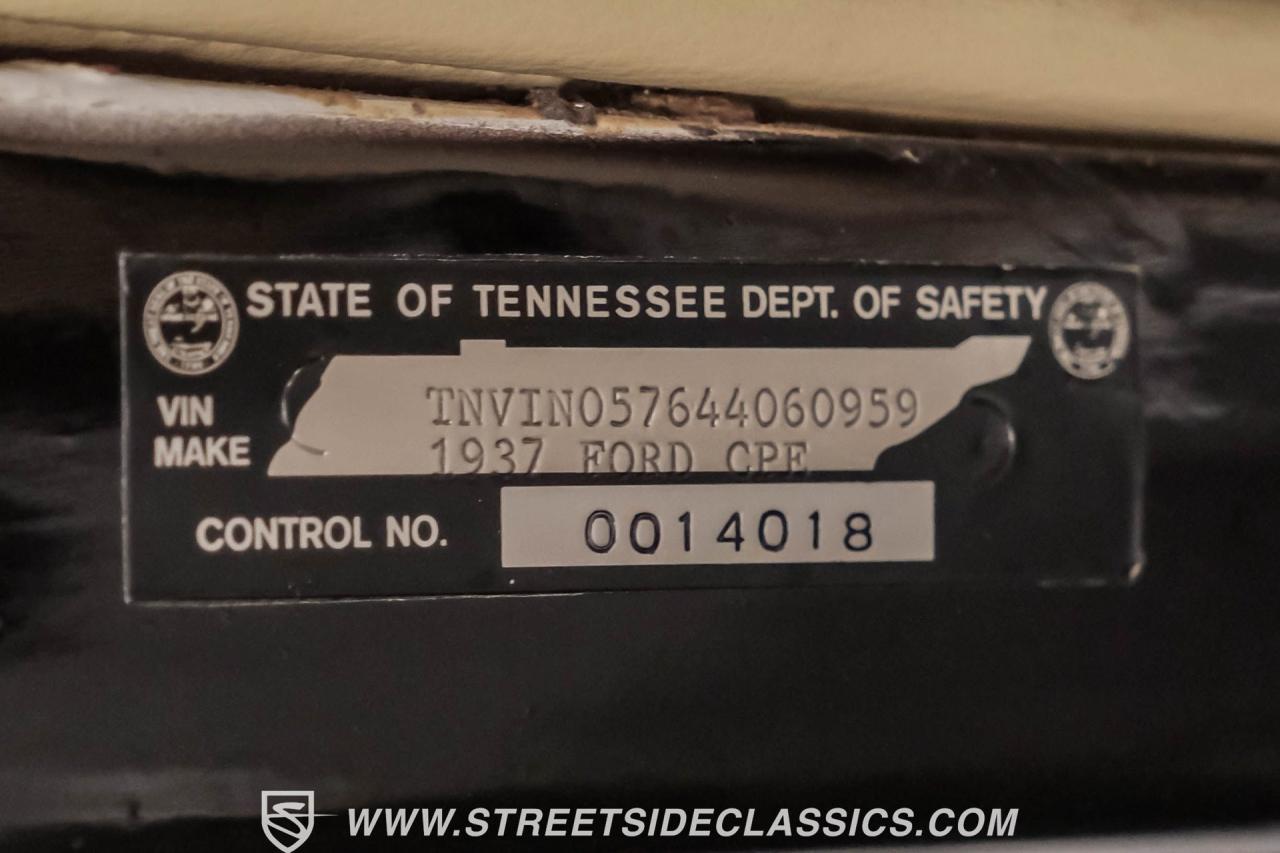 STATE OF TENNESSEE DEPT. OF SAFETY
VIN TNVIN057644060959
MAKE 1937 FORD CPE
CONTROL NO. 0014018
WWW.STREETSIDECLASSICS.COM